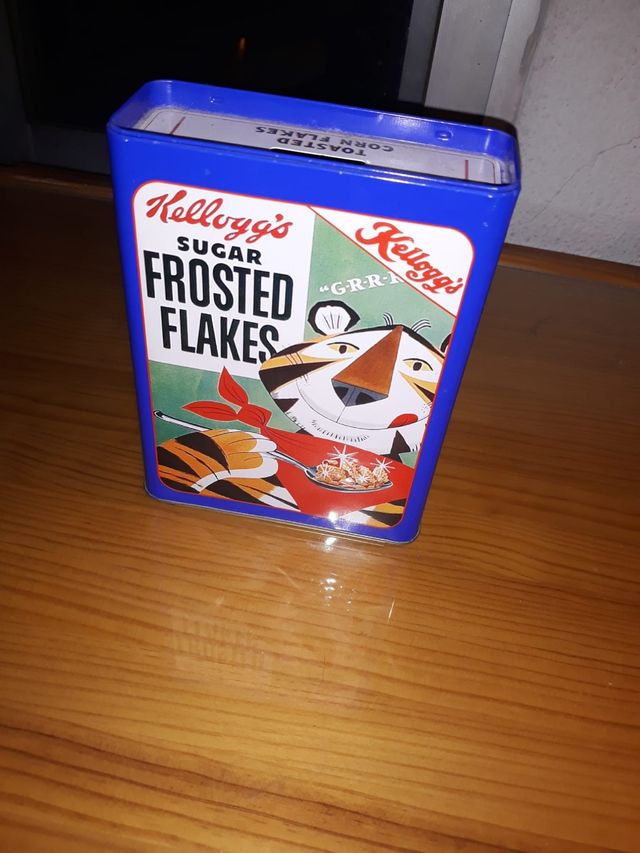 TOASTED
CORN FLAKES
Kellogg's
SUGAR
FROSTED
FLAKES
Kellogg's
"G-R-R-R